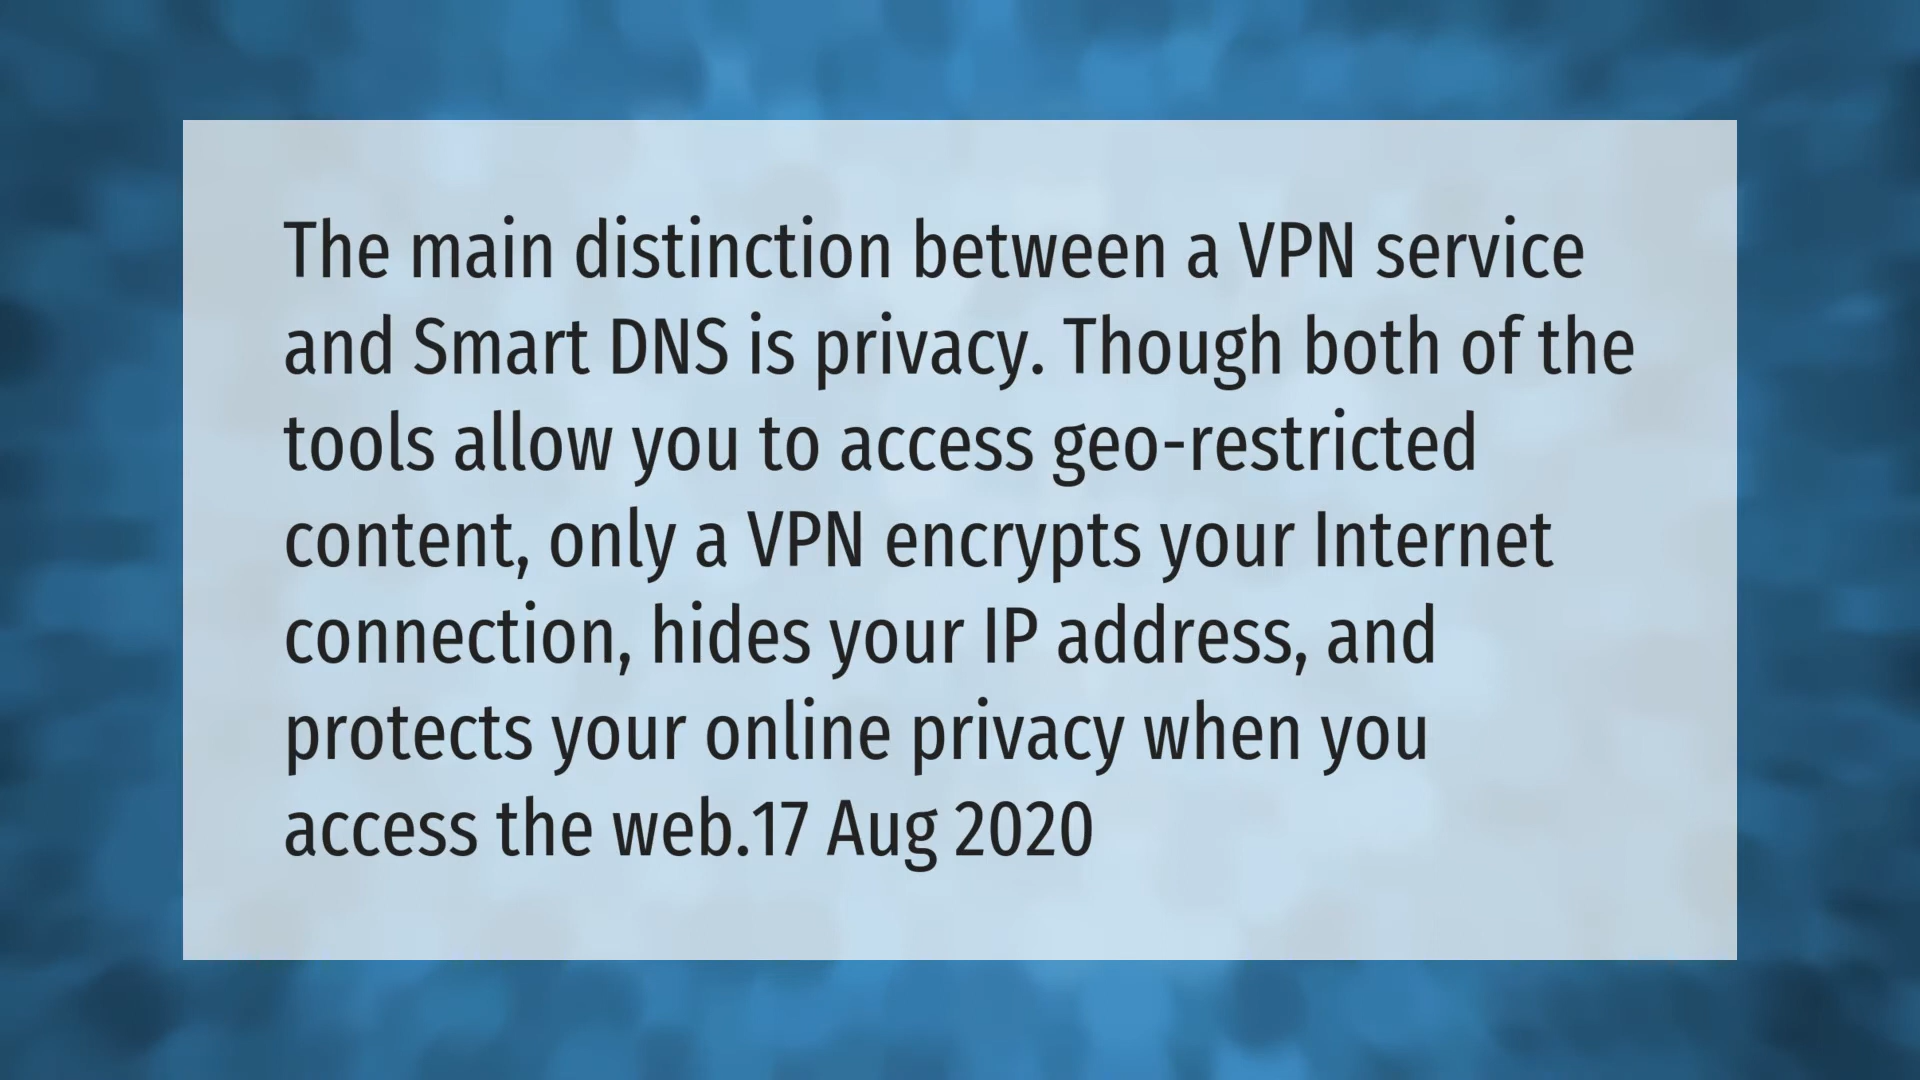 The main distinction between a VPN service
and Smart DNS is privacy. Though both of the
tools allow you to access geo-restricted
content, only a VPN encrypts your Internet
connection, hides your IP address, and
protects your online privacy when you
access the web.17 Aug 2020